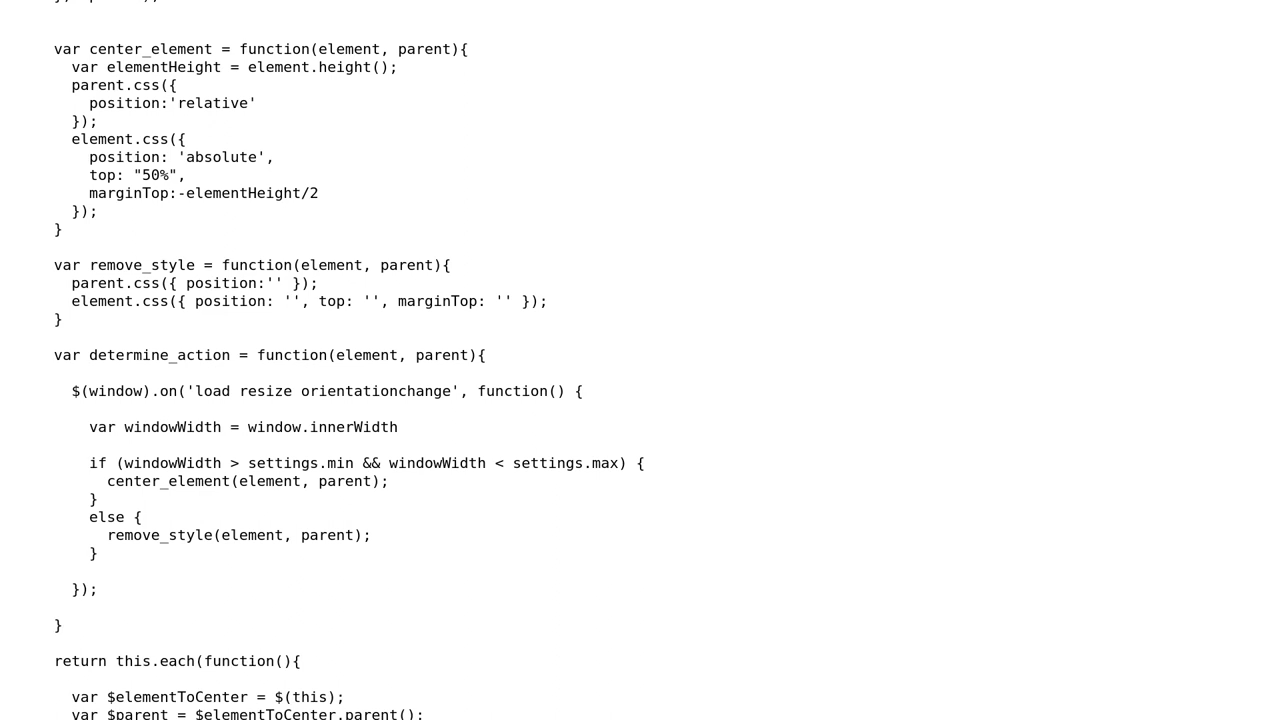 var center_element = function(element, parent){
var elementHeight = element.height();
parent.css({
position:'relative'
});
element.css({
position: 'absolute',
top: "50%",
marginTop:-elementHeight/2
});
}
var remove_style = function(element, parent){
parent.css({ position:'' });
element.css({ position: '', top: '', marginTop: '' });
}
var determine_action = function(element, parent){
$(window).on('load resize orientationchange', function() {
var windowWidth = window.innerWidth
if (windowWidth > settings.min && windowWidth < settings.max) {
center_element(element, parent);
}
else {
remove_style(element, parent);
}
});
}
return this.each(function(){
var $elementToCenter = $(this);
var $parent = $elementToCenter.parent();